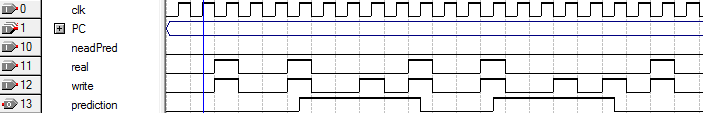 0 clk
1 PC
10 neadPred
11 real
12 write
13 prediction